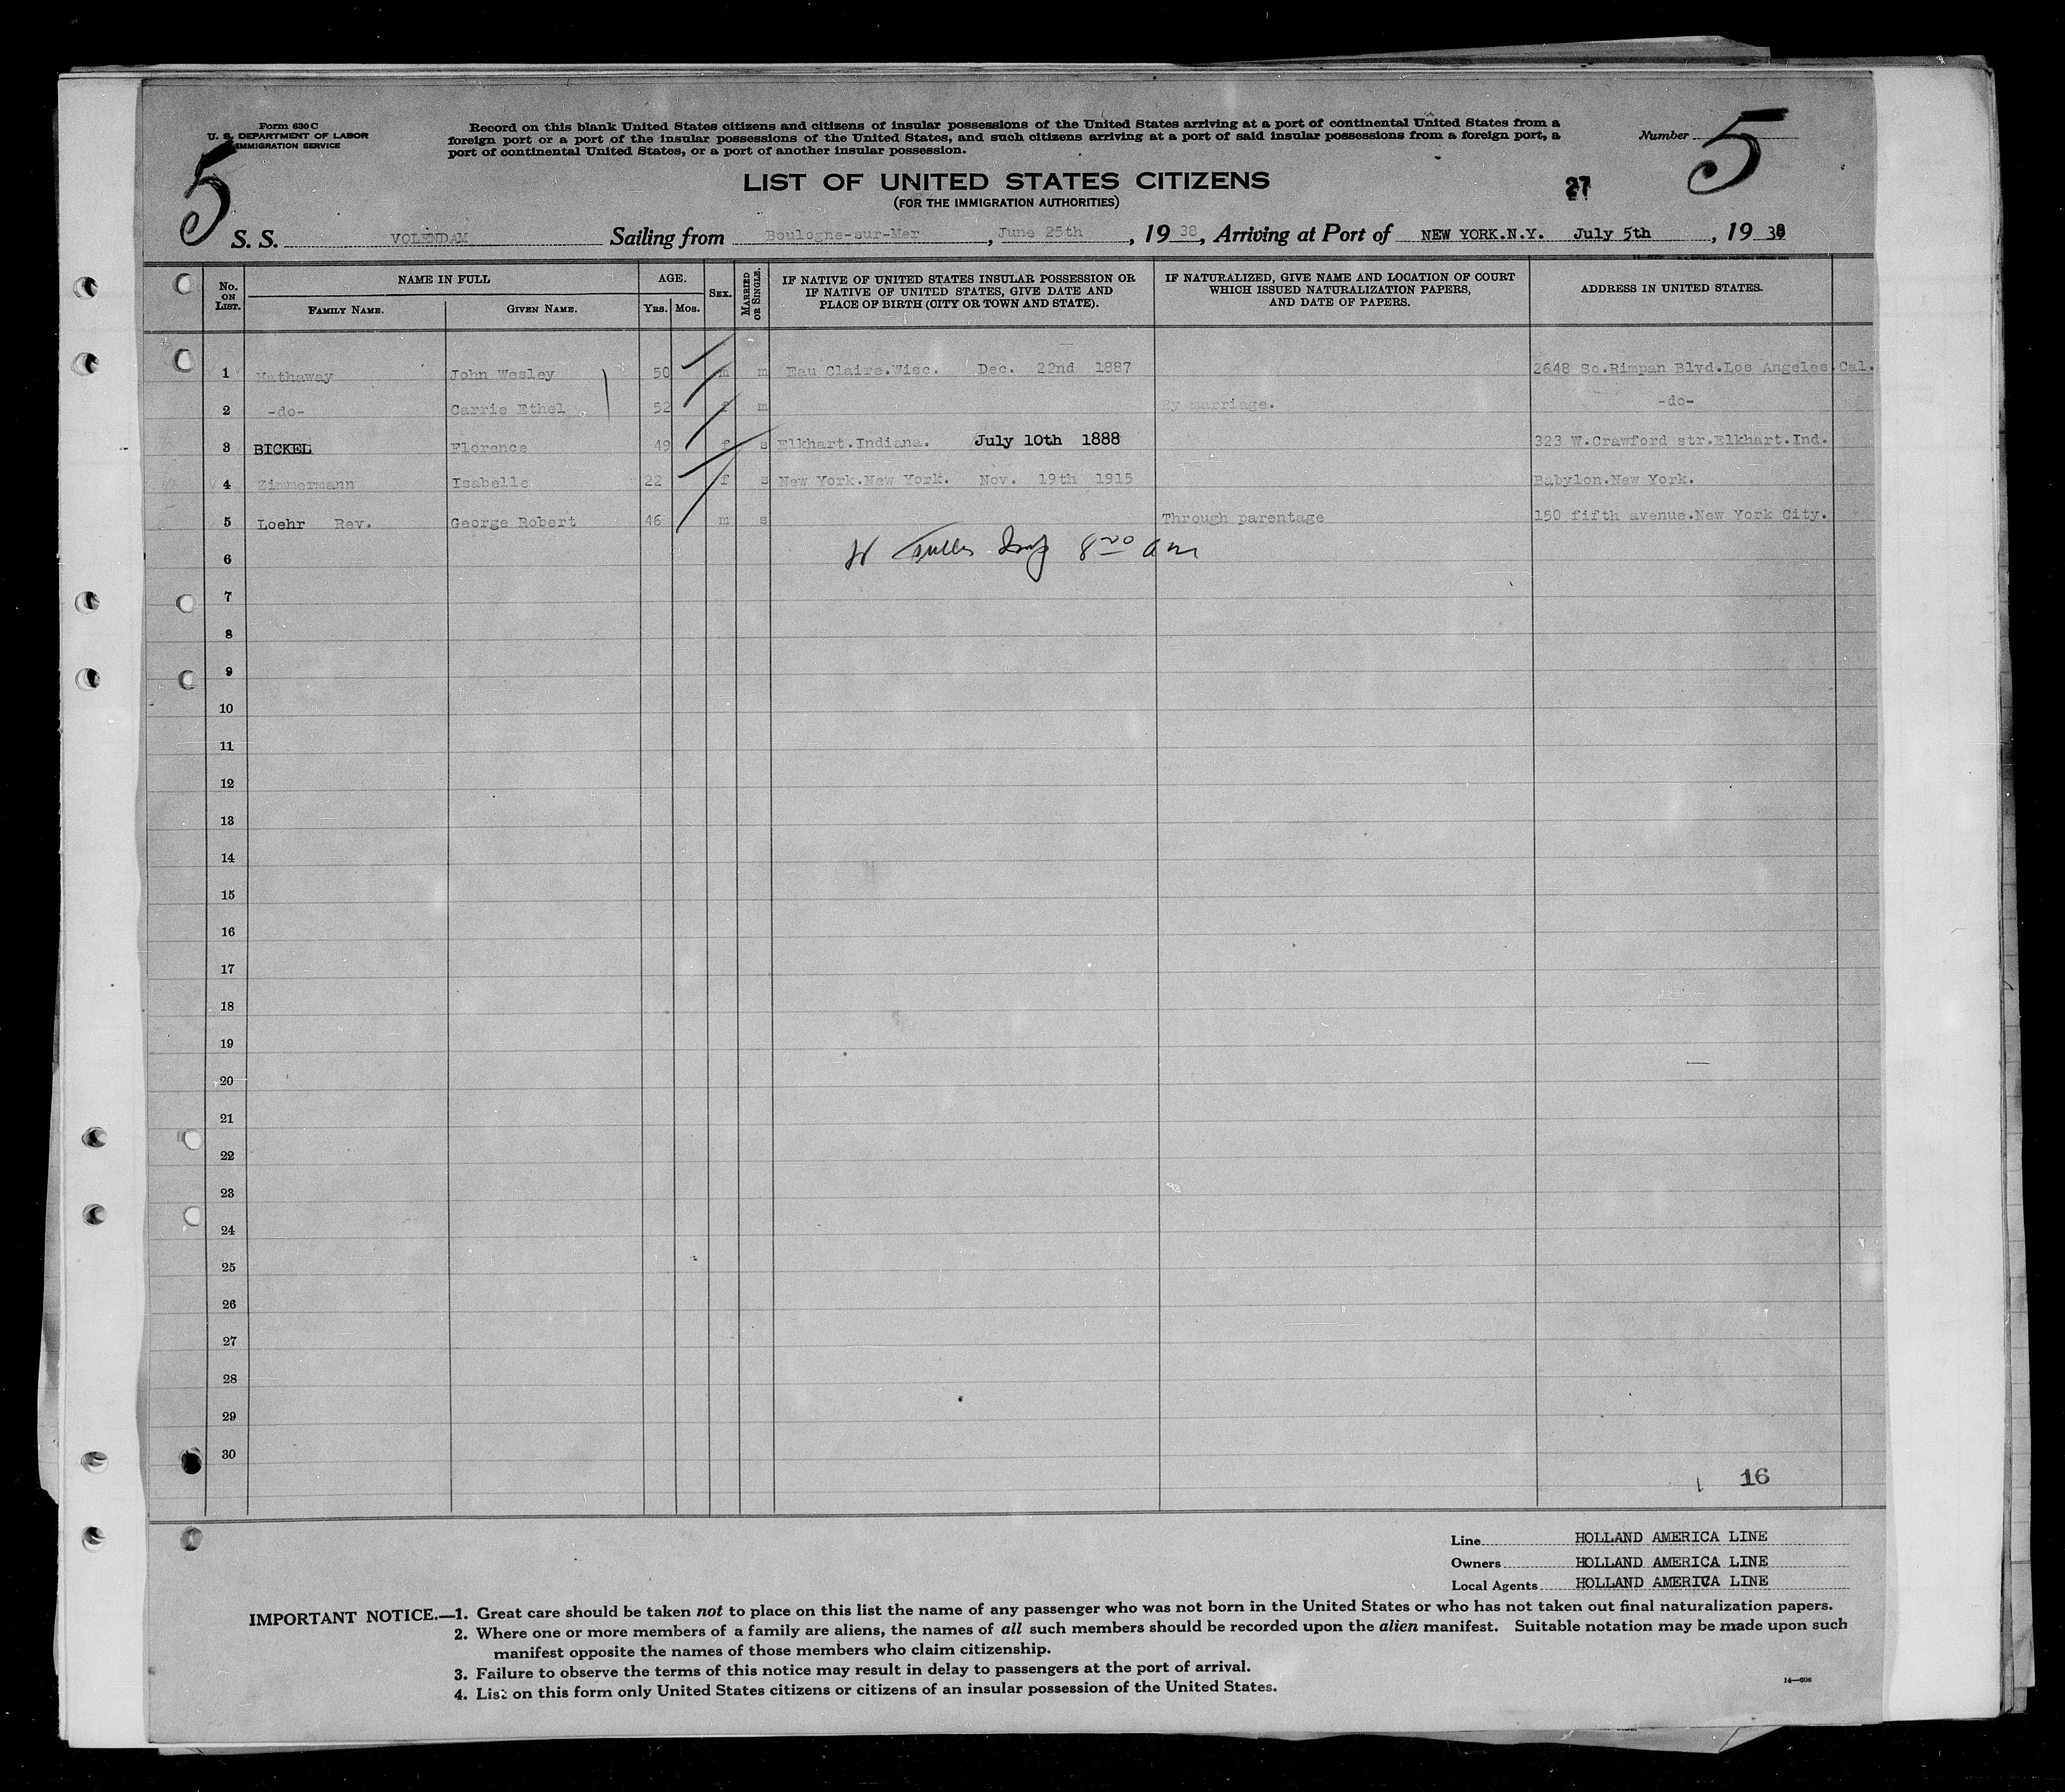 Form 630 C
U. S. DEPARTMENT OF LABOR
IMMIGRATION SERVICE
5
Record on this blank United States citizens and citizens of insular possessions of the United States arriving at a port of continental United States from a
foreign port or a port of the insular possessions of the United States, and such citizens arriving at a port of said insular possessions from a foreign port, a
port of continental United States, or a port of another insular possession.
Number 5
LIST OF UNITED STATES CITIZENS
(FOR THE IMMIGRATION AUTHORITIES)
27
S. S. VOLENDAM Sailing from Boulogne-sur-Mer, June 25th, 19 38, Arriving at Port of NEW YORK.N.Y. July 5th, 19 38
No. ON LIST. NAME IN FULL AGE. SEX. MARRIED OR SINGLE. IF NATIVE OF UNITED STATES INSULAR POSSESSION OR IF NATIVE OF UNITED STATES, GIVE DATE AND PLACE OF BIRTH (CITY OR TOWN AND STATE). IF NATURALIZED, GIVE NAME AND LOCATION OF COURT WHICH ISSUED NATURALIZATION PAPERS, AND DATE OF PAPERS. ADDRESS IN UNITED STATES.
FAMILY NAME. GIVEN NAME. YRS. MOS.
1 Hathaway John Wesley 50 m m Eau Claire.Wisc. Dec. 22nd 1887 2648 So.Rimpan Blvd.Los Angeles.Cal.
2 -do- Carrie Ethel 52 f m By marriage. -do-
3 BICKEL Florence 49 f s Elkhart.Indiana. July 10th 1888 323 W.Crawford str.Elkhart.Ind.
4 Zimmermann Isabelle 22 f s New York.New York. Nov. 19th 1915 Babylon.New York.
5 Loehr Rev. George Robert 46 m s Through parentage 150 fifth avenue.New York City.
6 8 20 am
7
8
9
10
11
12
13
14
15
16
17
18
19
20
21
22
23
24
25
26
27
28
29
30
16
Line HOLLAND AMERICA LINE
Owners HOLLAND AMERICA LINE
Local Agents HOLLAND AMERICA LINE
IMPORTANT NOTICE.—1. Great care should be taken not to place on this list the name of any passenger who was not born in the United States or who has not taken out final naturalization papers.
2. Where one or more members of a family are aliens, the names of all such members should be recorded upon the alien manifest. Suitable notation may be made upon such
manifest opposite the names of those members who claim citizenship.
3. Failure to observe the terms of this notice may result in delay to passengers at the port of arrival.
4. List on this form only United States citizens or citizens of an insular possession of the United States.